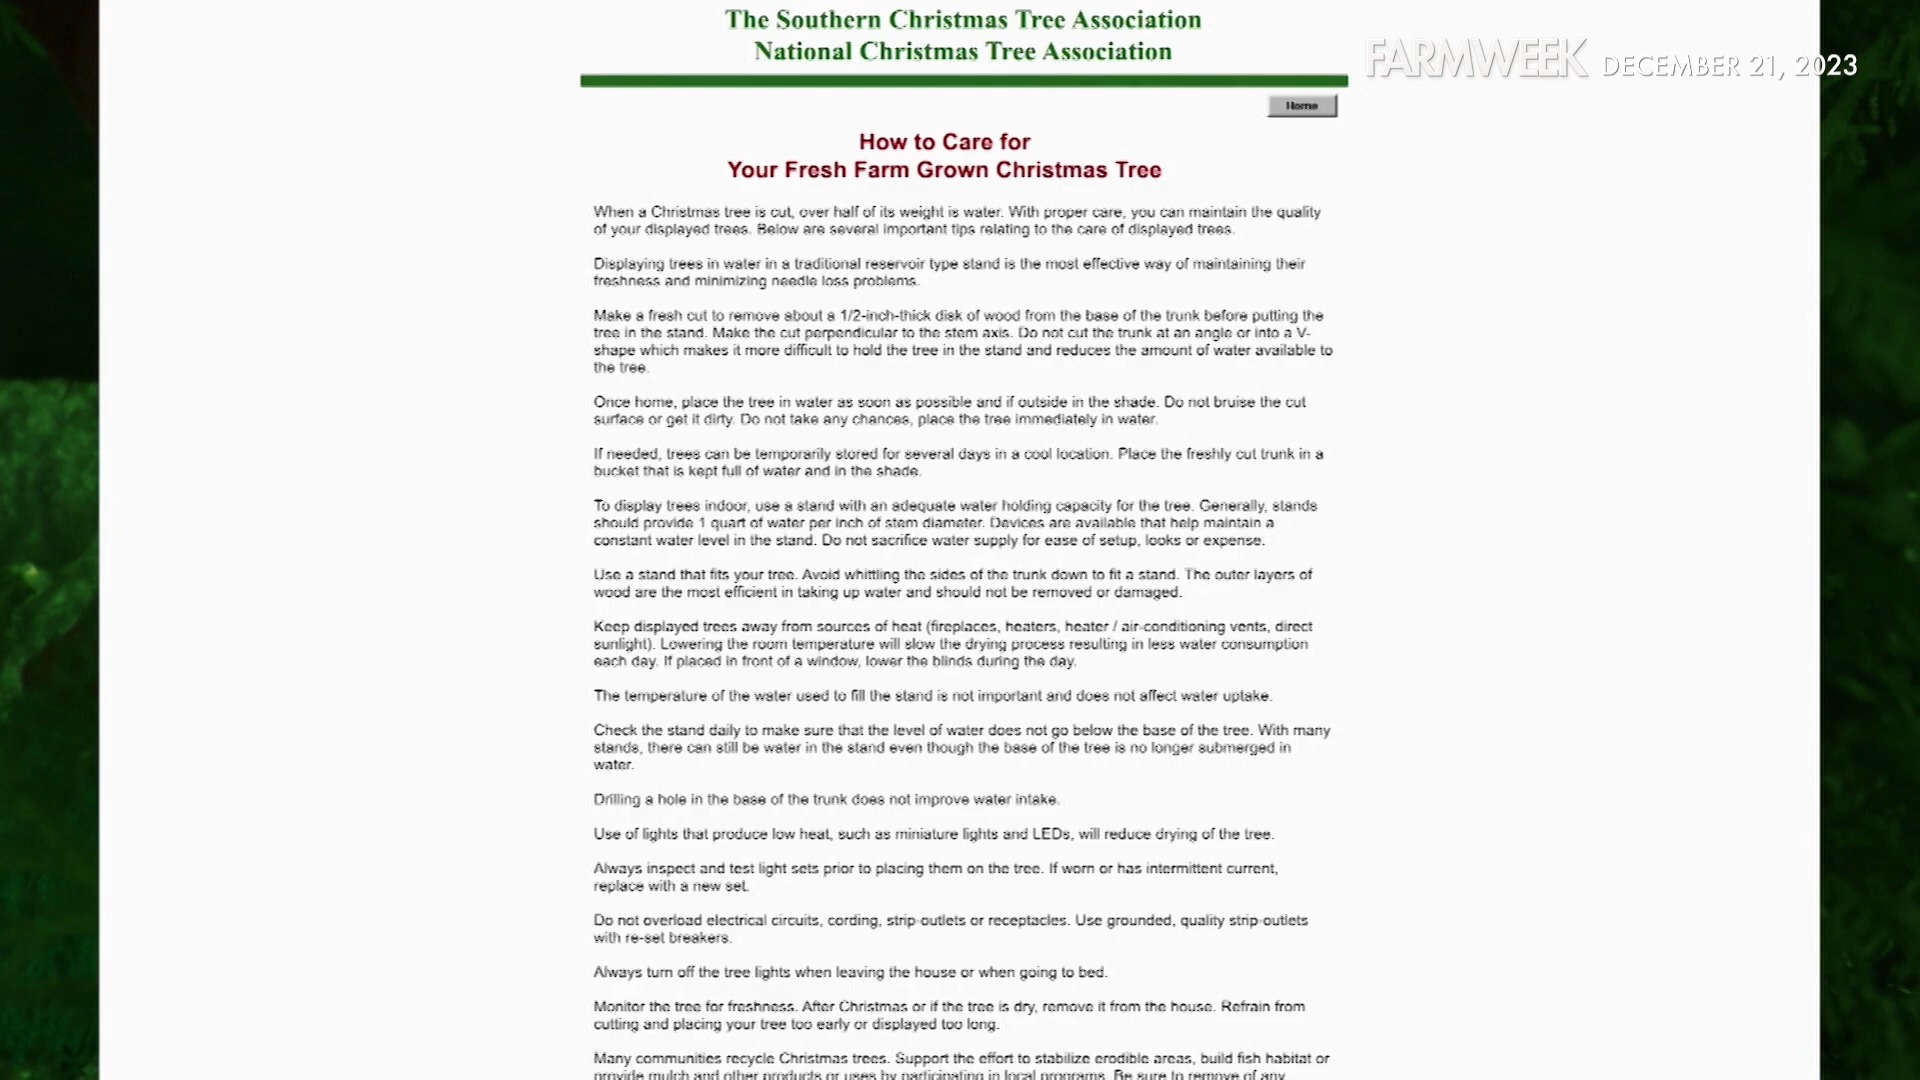 The Southern Christmas Tree Association
National Christmas Tree Association
FARMWEEK DECEMBER 21, 2023
Home
How to Care for
Your Fresh Farm Grown Christmas Tree
When a Christmas tree is cut, over half of its weight is water. With proper care, you can maintain the quality
of your displayed trees. Below are several important tips relating to the care of displayed trees.
Displaying trees in water in a traditional reservoir type stand is the most effective way of maintaining their
freshness and minimizing needle loss problems.
Make a fresh cut to remove about a 1/2-inch-thick disk of wood from the base of the trunk before putting the
tree in the stand. Make the cut perpendicular to the stem axis. Do not cut the trunk at an angle or into a V-
shape which makes it more difficult to hold the tree in the stand and reduces the amount of water available to
the tree.
Once home, place the tree in water as soon as possible and if outside in the shade. Do not bruise the cut
surface or get it dirty. Do not take any chances, place the tree immediately in water.
If needed, trees can be temporarily stored for several days in a cool location. Place the freshly cut trunk in a
bucket that is kept full of water and in the shade.
To display trees indoor, use a stand with an adequate water holding capacity for the tree. Generally, stands
should provide 1 quart of water per inch of stem diameter. Devices are available that help maintain a
constant water level in the stand. Do not sacrifice water supply for ease of setup, looks or expense.
Use a stand that fits your tree. Avoid whittling the sides of the trunk down to fit a stand. The outer layers of
wood are the most efficient in taking up water and should not be removed or damaged.
Keep displayed trees away from sources of heat (fireplaces, heaters, heater / air-conditioning vents, direct
sunlight). Lowering the room temperature will slow the drying process resulting in less water consumption
each day. If placed in front of a window, lower the blinds during the day.
The temperature of the water used to fill the stand is not important and does not affect water uptake.
Check the stand daily to make sure that the level of water does not go below the base of the tree. With many
stands, there can still be water in the stand even though the base of the tree is no longer submerged in
water.
Drilling a hole in the base of the trunk does not improve water intake.
Use of lights that produce low heat, such as miniature lights and LEDs, will reduce drying of the tree.
Always inspect and test light sets prior to placing them on the tree. If worn or has intermittent current,
replace with a new set.
Do not overload electrical circuits, cording, strip-outlets or receptacles. Use grounded, quality strip-outlets
with re-set breakers.
Always turn off the tree lights when leaving the house or when going to bed.
Monitor the tree for freshness. After Christmas or if the tree is dry, remove it from the house. Refrain from
cutting and placing your tree too early or displayed too long.
Many communities recycle Christmas trees. Support the effort to stabilize erodible areas, build fish habitat or
provide mulch and other products or uses by participating in local programs. Be sure to remove of any